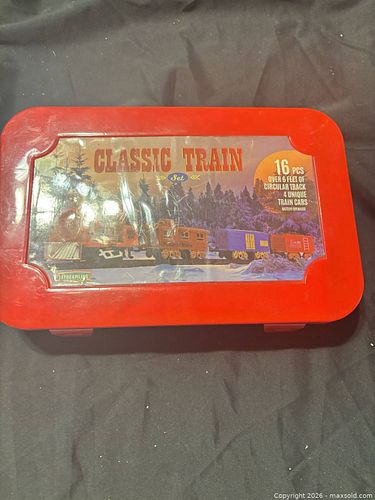 CLASSIC TRAIN
Set
16 PCS
OVER 6 FEET OF
CIRCULAR TRACK
4 UNIQUE
TRAIN CARS
BATTERY OPERATED
Copyright 2026 - maxsold.com